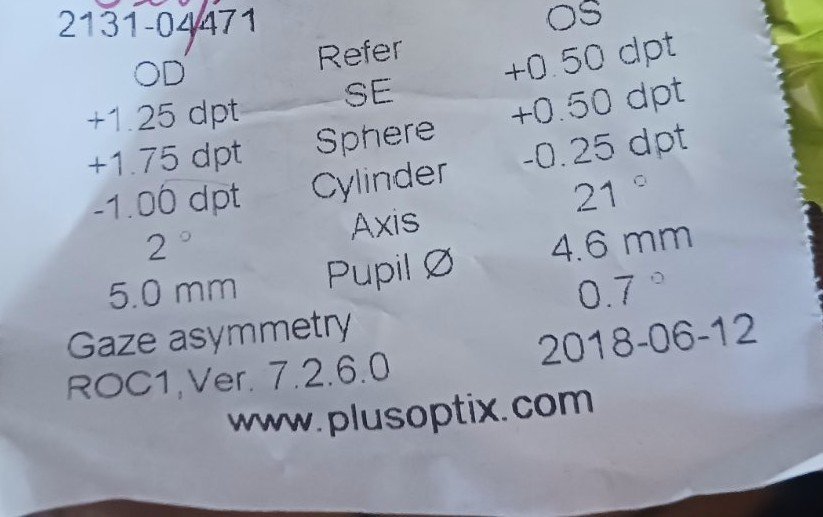 2131-04471
OD Refer OS
+1.25 dpt SE +0.50 dpt
+1.75 dpt Sphere +0.50 dpt
-1.00 dpt Cylinder -0.25 dpt
2 ° Axis 21 °
5.0 mm Pupil Ø 4.6 mm
Gaze asymmetry 0.7 °
ROC1, Ver. 7.2.6.0 2018-06-12
www.plusoptix.com